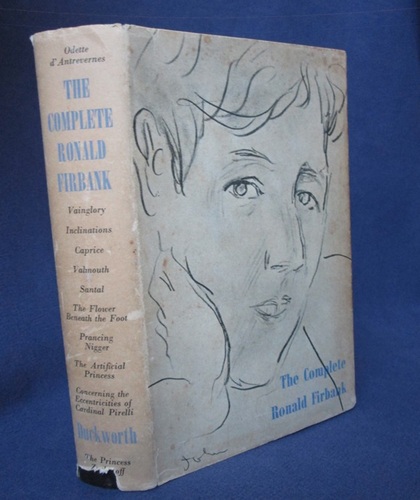 Odette
d'Antrevernes
THE
COMPLETE
RONALD
FIRBANK
Vainglory
Inclinations
Caprice
Valmouth
Santal
The Flower
Beneath the Foot
Prancing
Nigger
The Artificial
Princess
Concerning the
Eccentricities of
Cardinal Pirelli
Duckworth
The Princess
The Complete
Ronald Firbank